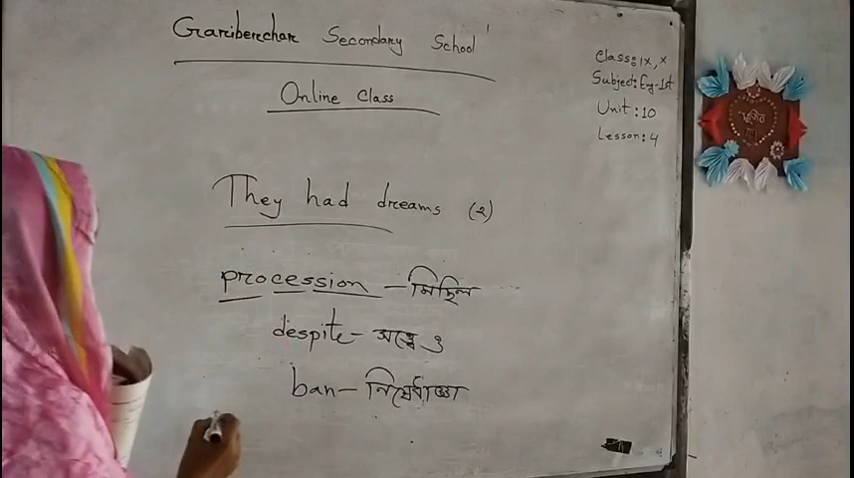 Gariberchar Secondary School
Online Class
Class: IX, X
Subject: Eng-1st
Unit: 10
Lesson: 4
They had dreams (2)
procession - মিছিল
despite - সত্ত্বেও
ban - নিষেধাজ্ঞা